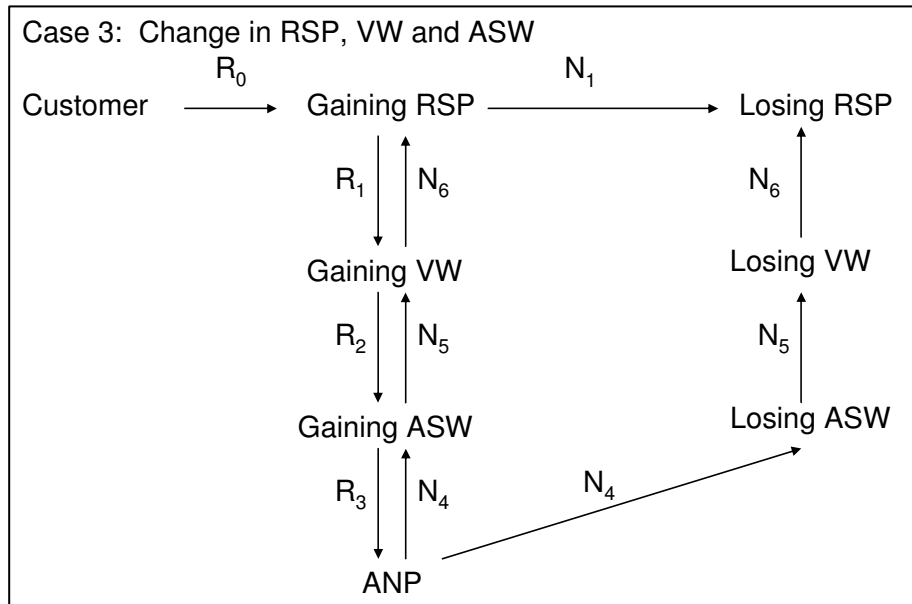 Case 3: Change in RSP, VW and ASW
R0 N1
Customer Gaining RSP Losing RSP
R1 N6 N6
Gaining VW Losing VW
R2 N5 N5
Gaining ASW Losing ASW
R3 N4 N4
ANP